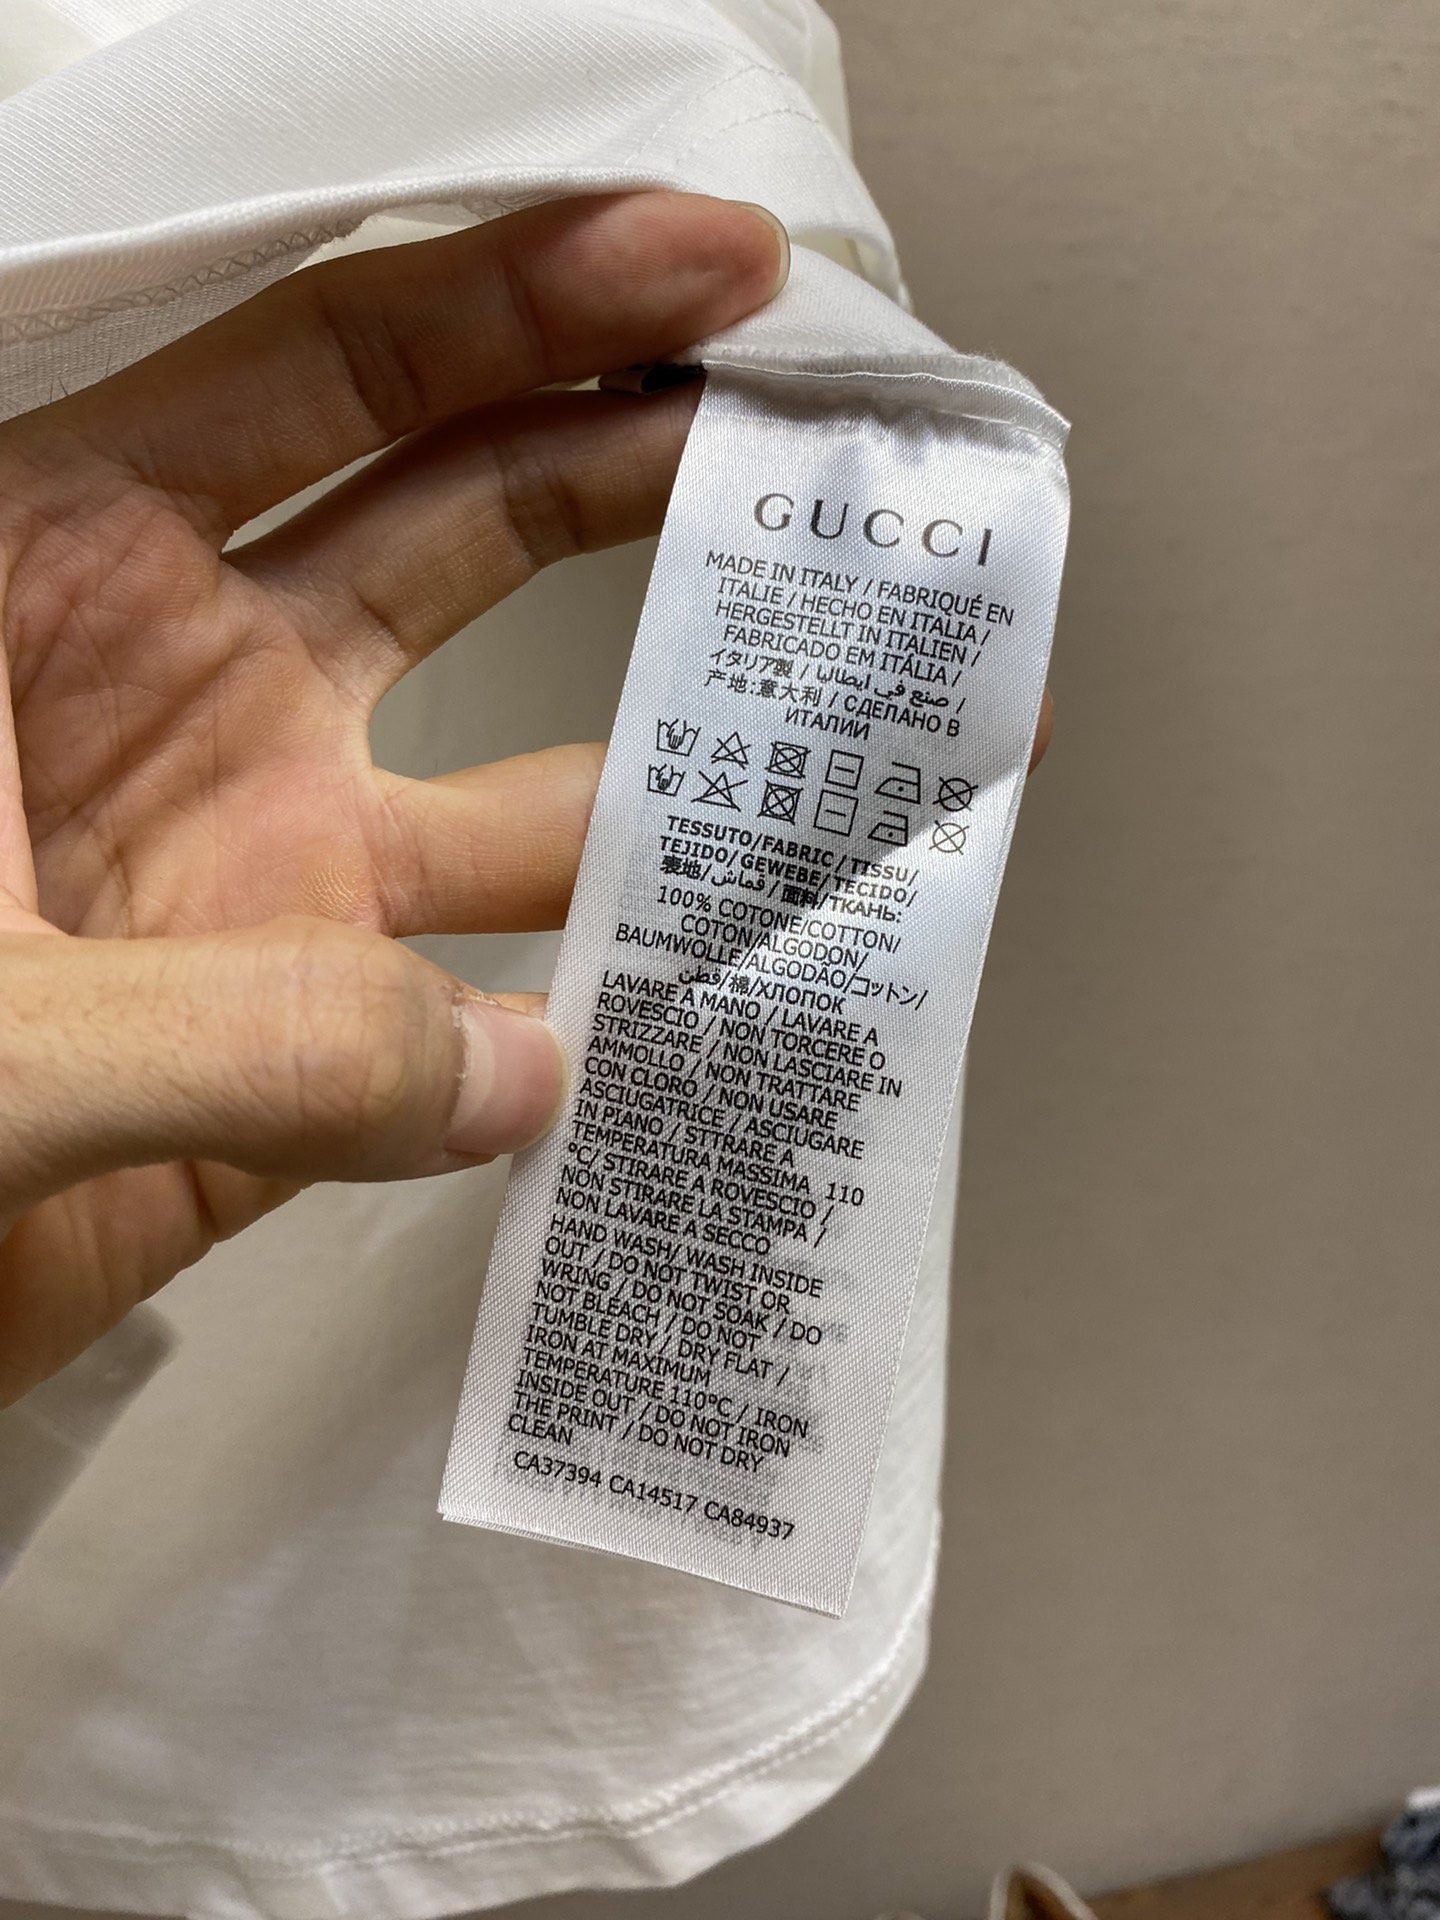 GUCCI
MADE IN ITALY / FABRIQUÉ EN
ITALIE / HECHO EN ITALIA /
HERGESTELLT IN ITALIEN /
FABRICADO EM ITÁLIA /
イタリア製 / صنع في ايطاليا /
产地:意大利 / СДЕЛАНО В
ИТАЛИИ
TESSUTO/FABRIC/TISSU/
TEJIDO/GEWEBE/TECIDO/
表地/قماش/面料/ТКАНЬ:
100% COTONE/COTTON/
COTON/ALGODON/
BAUMWOLLE/ALGODÃO/コットン/
قطن/棉/ХЛОПОК
LAVARE A MANO / LAVARE A
ROVESCIO / NON TORCERE O
STRIZZARE / NON LASCIARE IN
AMMOLLO / NON TRATTARE
CON CLORO / NON USARE
ASCIUGATRICE / ASCIUGARE
IN PIANO / STTRARE A
TEMPERATURA MASSIMA 110
°C/ STIRARE A ROVESCIO /
NON STIRARE LA STAMPA /
NON LAVARE A SECCO
HAND WASH/ WASH INSIDE
OUT / DO NOT TWIST OR
WRING / DO NOT SOAK / DO
NOT BLEACH / DO NOT
TUMBLE DRY / DRY FLAT /
IRON AT MAXIMUM
TEMPERATURE 110°C / IRON
INSIDE OUT / DO NOT IRON
THE PRINT / DO NOT DRY
CLEAN
CA37394 CA14517 CA84937